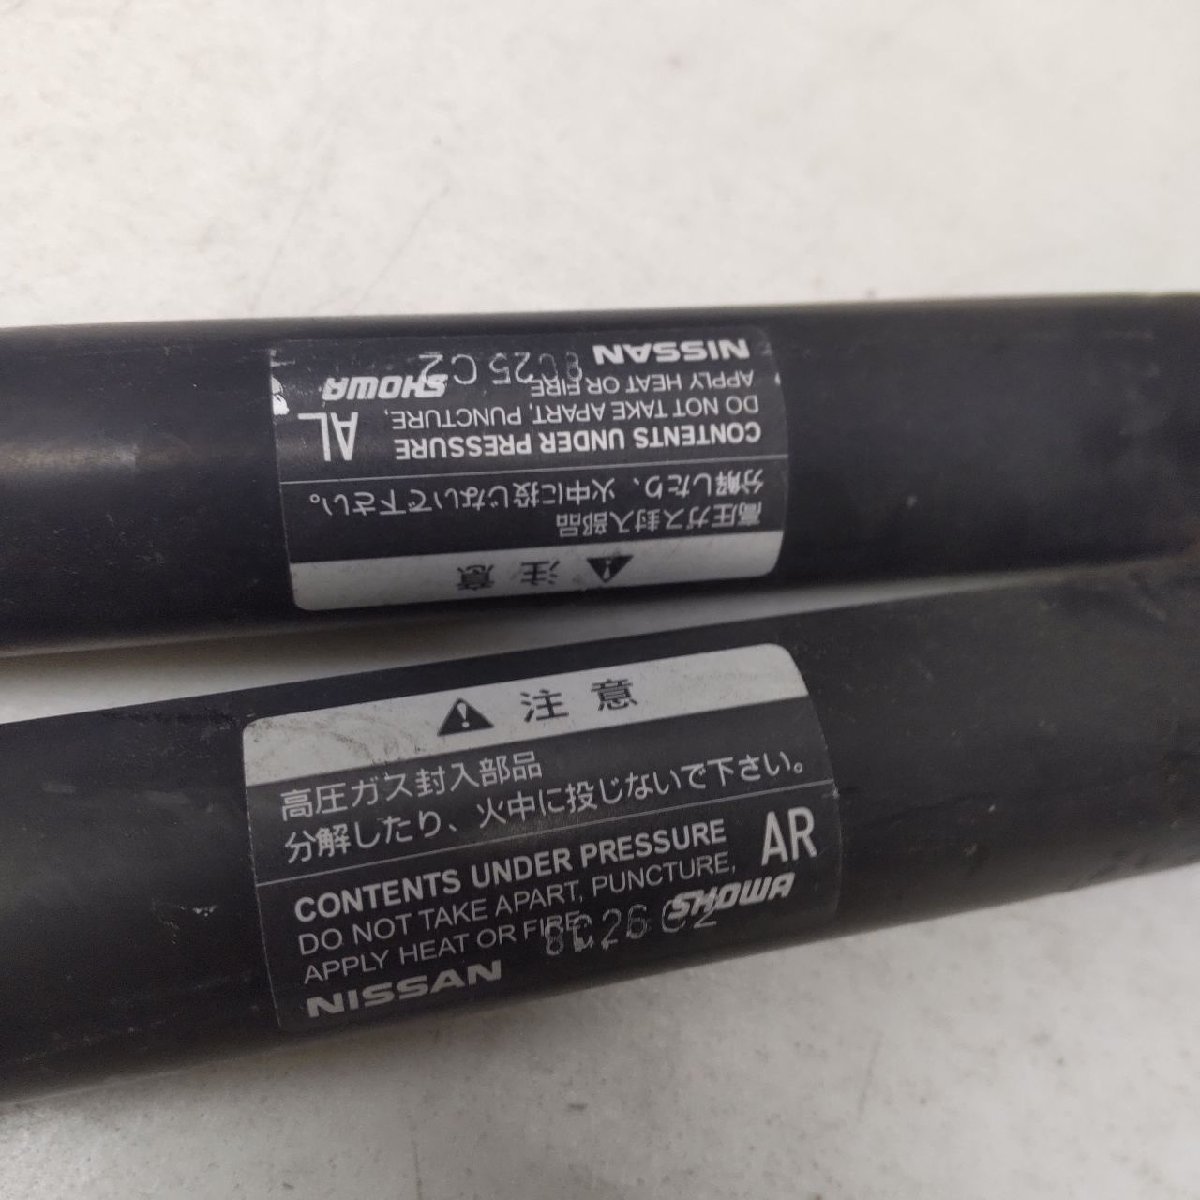 ⚠ 注意
高圧ガス封入部品
分解したり、火中に投じないで下さい。
CONTENTS UNDER PRESSURE
DO NOT TAKE APART, PUNCTURE, AL
APPLY HEAT OR FIRE SHOWA
NISSAN 8C25 C2
⚠ 注意
高圧ガス封入部品
分解したり、火中に投じないで下さい。
CONTENTS UNDER PRESSURE AR
DO NOT TAKE APART, PUNCTURE,
APPLY HEAT OR FIRE SHOWA
NISSAN 8C26 C2